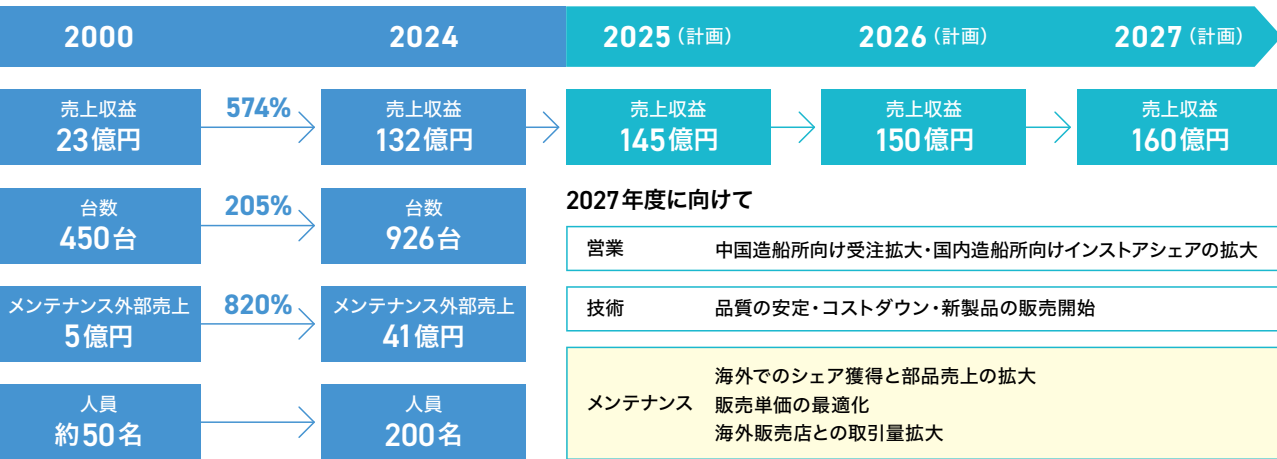 2000
2024
2025（計画）
2026（計画）
2027（計画）
売上収益
23億円
574%
売上収益
132億円
売上収益
145億円
売上収益
150億円
売上収益
160億円
台数
450台
205%
台数
926台
メンテナンス外部売上
5億円
820%
メンテナンス外部売上
41億円
人員
約50名
人員
200名
2027年度に向けて
営業 中国造船所向け受注拡大・国内造船所向けインストアシェアの拡大
技術 品質の安定・コストダウン・新製品の販売開始
メンテナンス
海外でのシェア獲得と部品売上の拡大
販売単価の最適化
海外販売店との取引量拡大